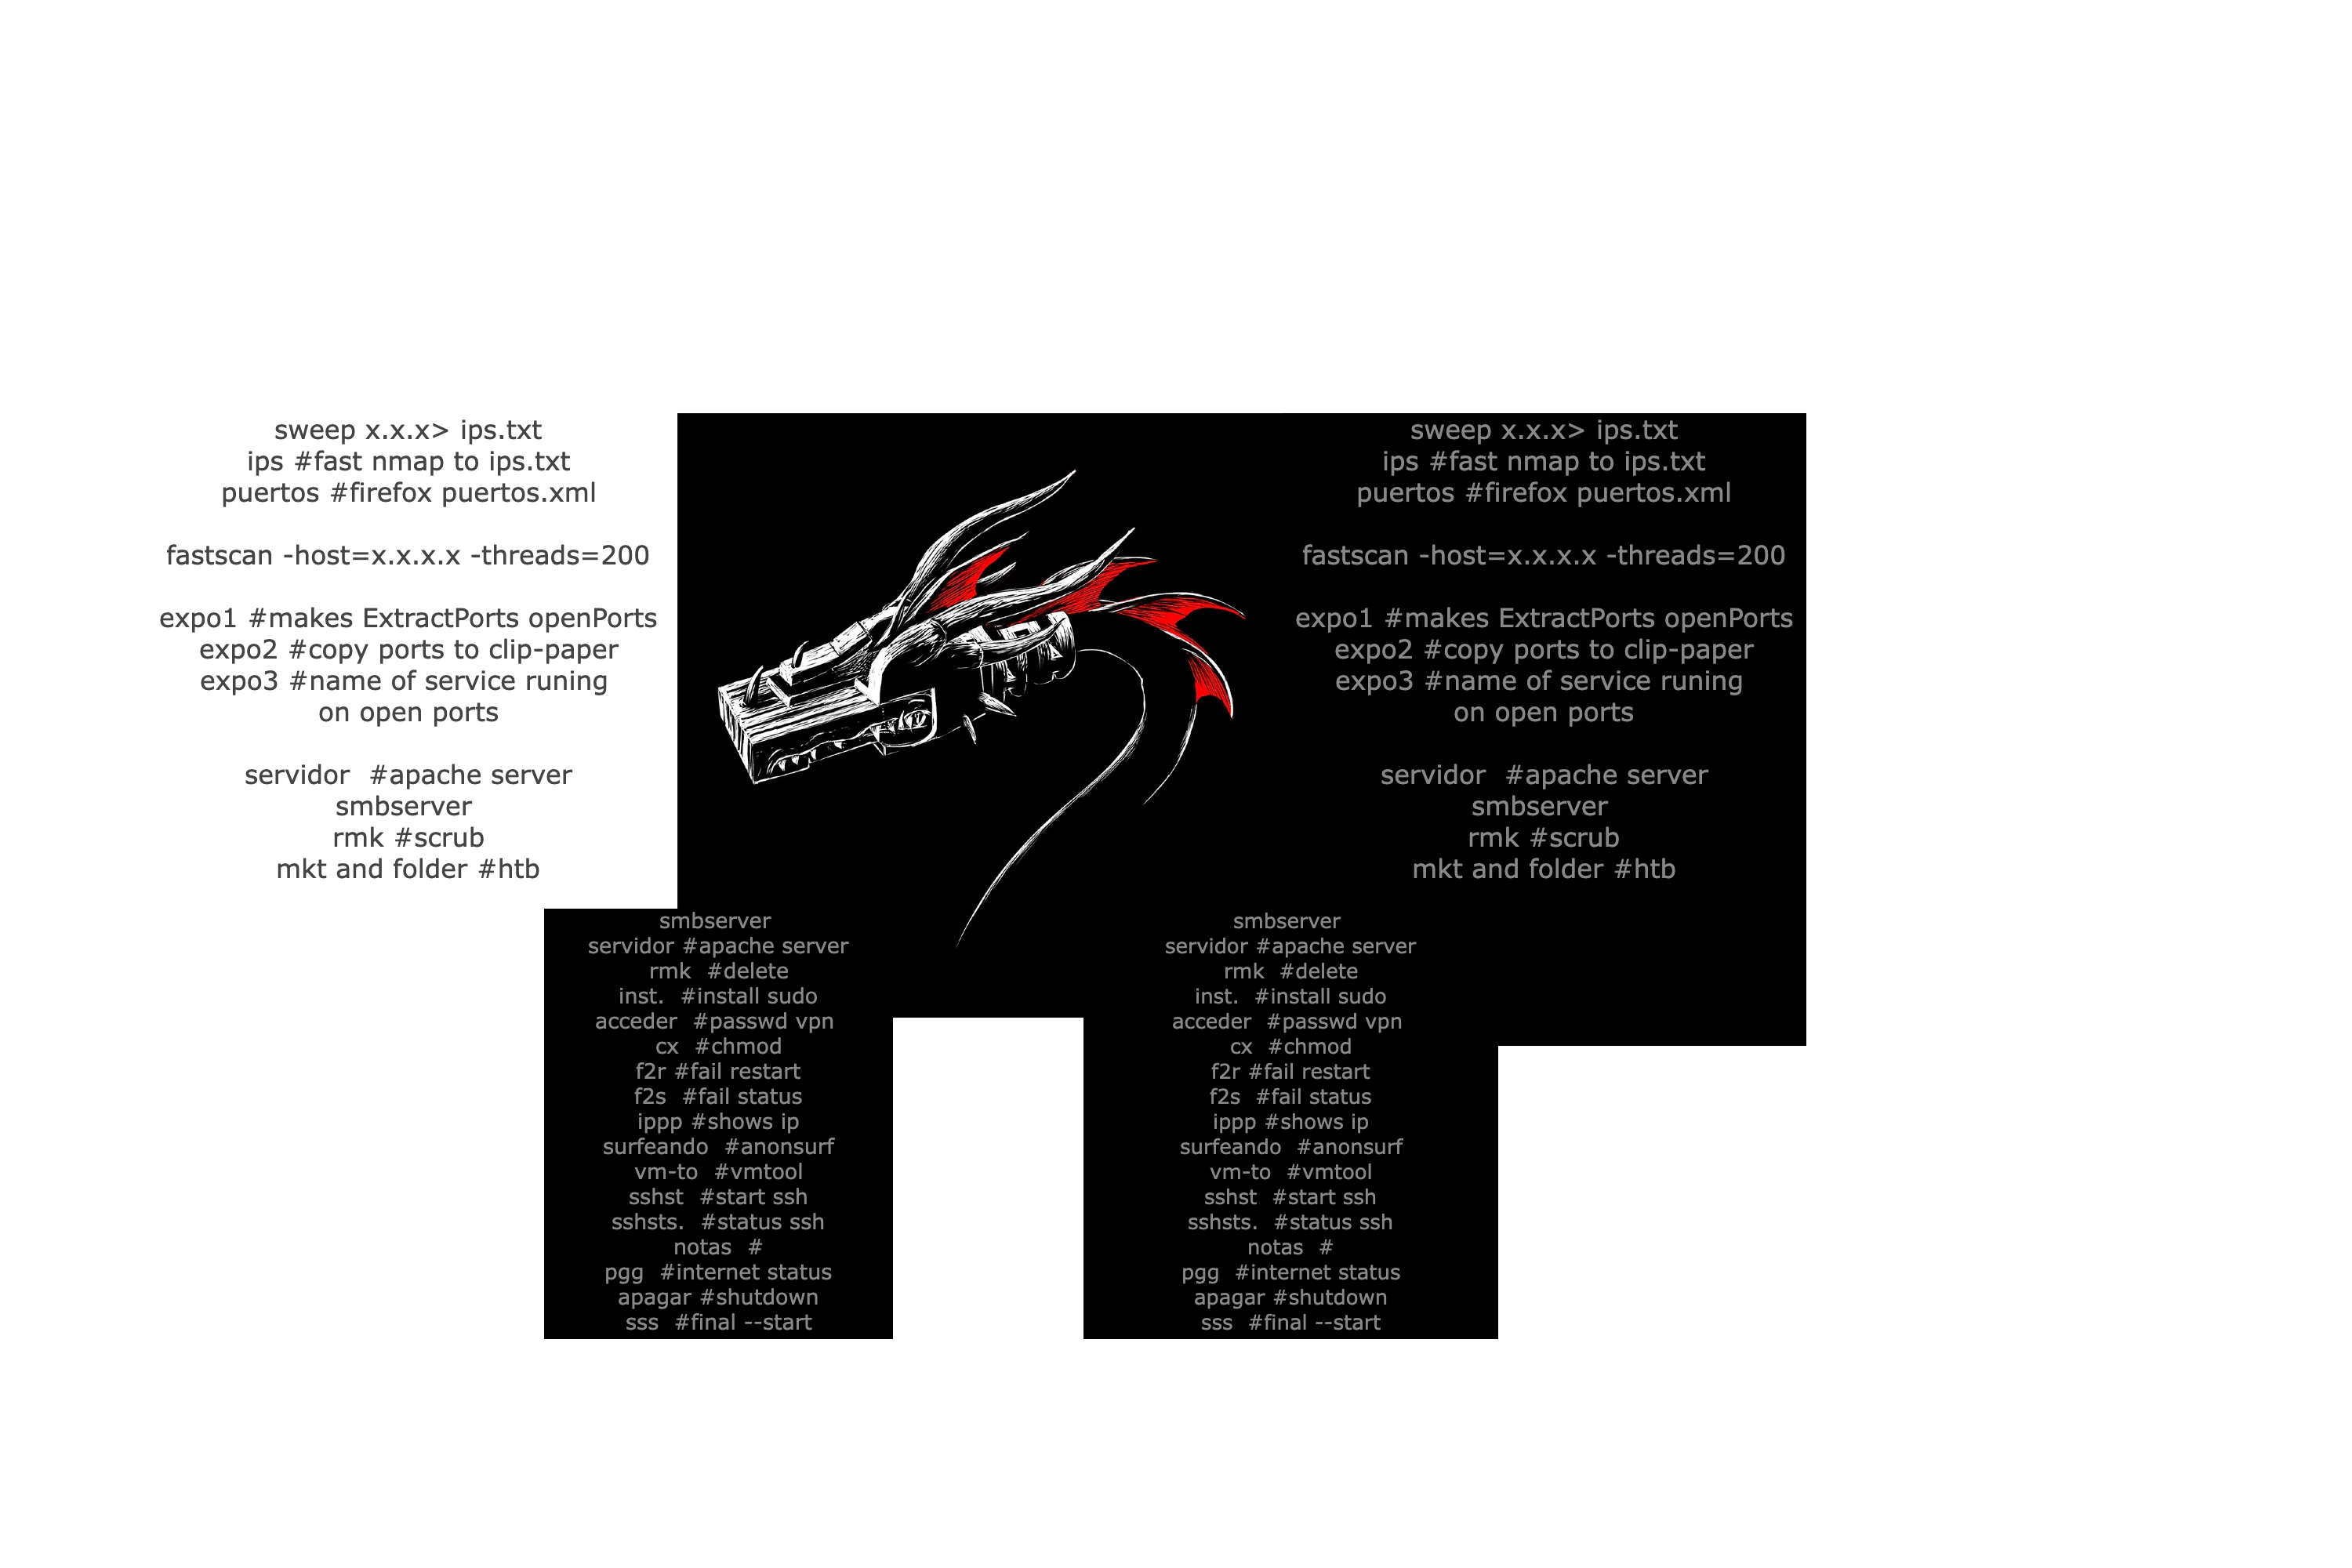 sweep x.x.x> ips.txt
ips #fast nmap to ips.txt
puertos #firefox puertos.xml
fastscan -host=x.x.x.x -threads=200
expo1 #makes ExtractPorts openPorts
expo2 #copy ports to clip-paper
expo3 #name of service runing
on open ports
servidor  #apache server
smbserver
rmk #scrub
mkt and folder #htb
sweep x.x.x> ips.txt
ips #fast nmap to ips.txt
puertos #firefox puertos.xml
fastscan -host=x.x.x.x -threads=200
expo1 #makes ExtractPorts openPorts
expo2 #copy ports to clip-paper
expo3 #name of service runing
on open ports
servidor  #apache server
smbserver
rmk #scrub
mkt and folder #htb
smbserver
servidor #apache server
rmk  #delete
inst.  #install sudo
acceder  #passwd vpn
cx  #chmod
f2r #fail restart
f2s  #fail status
ippp #shows ip
surfeando  #anonsurf
vm-to  #vmtool
sshst  #start ssh
sshsts.  #status ssh
notas  #
pgg  #internet status
apagar #shutdown
sss  #final --start
smbserver
servidor #apache server
rmk  #delete
inst.  #install sudo
acceder  #passwd vpn
cx  #chmod
f2r #fail restart
f2s  #fail status
ippp #shows ip
surfeando  #anonsurf
vm-to  #vmtool
sshst  #start ssh
sshsts.  #status ssh
notas  #
pgg  #internet status
apagar #shutdown
sss  #final --start